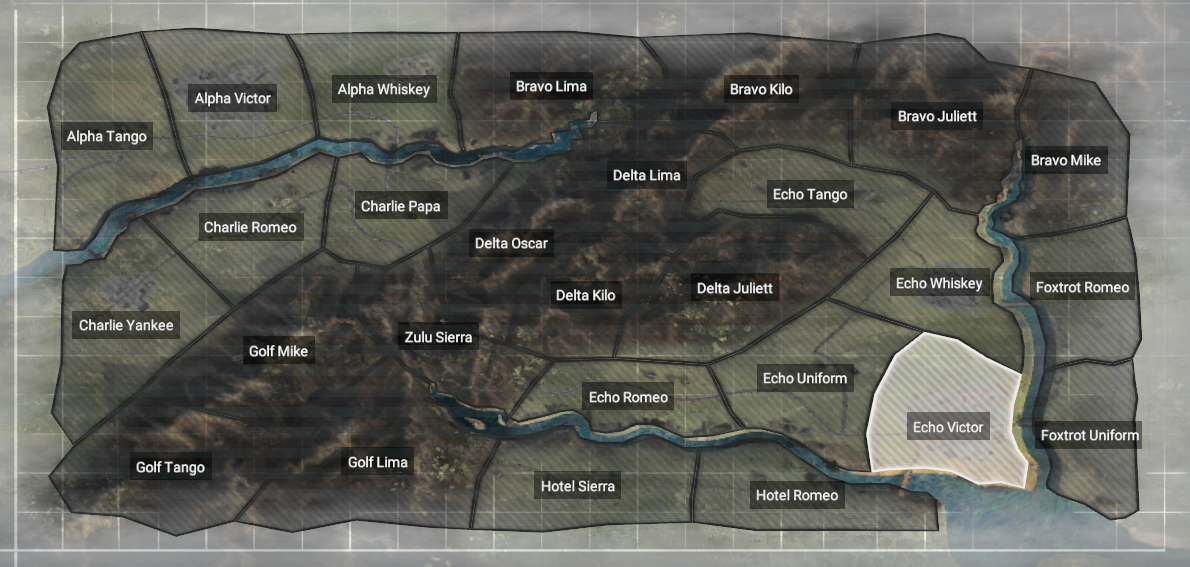 Bravo Lima
Alpha Whiskey
Bravo Kilo
Alpha Victor
Bravo Juliett
Alpha Tango
Bravo Mike
Delta Lima
Echo Tango
Charlie Papa
Charlie Romeo
Delta Oscar
Echo Whiskey
Foxtrot Romeo
Delta Juliett
Delta Kilo
Charlie Yankee
Zulu Sierra
Golf Mike
Echo Uniform
Echo Romeo
Echo Victor
Foxtrot Uniform
Golf Lima
Golf Tango
Hotel Sierra
Hotel Romeo